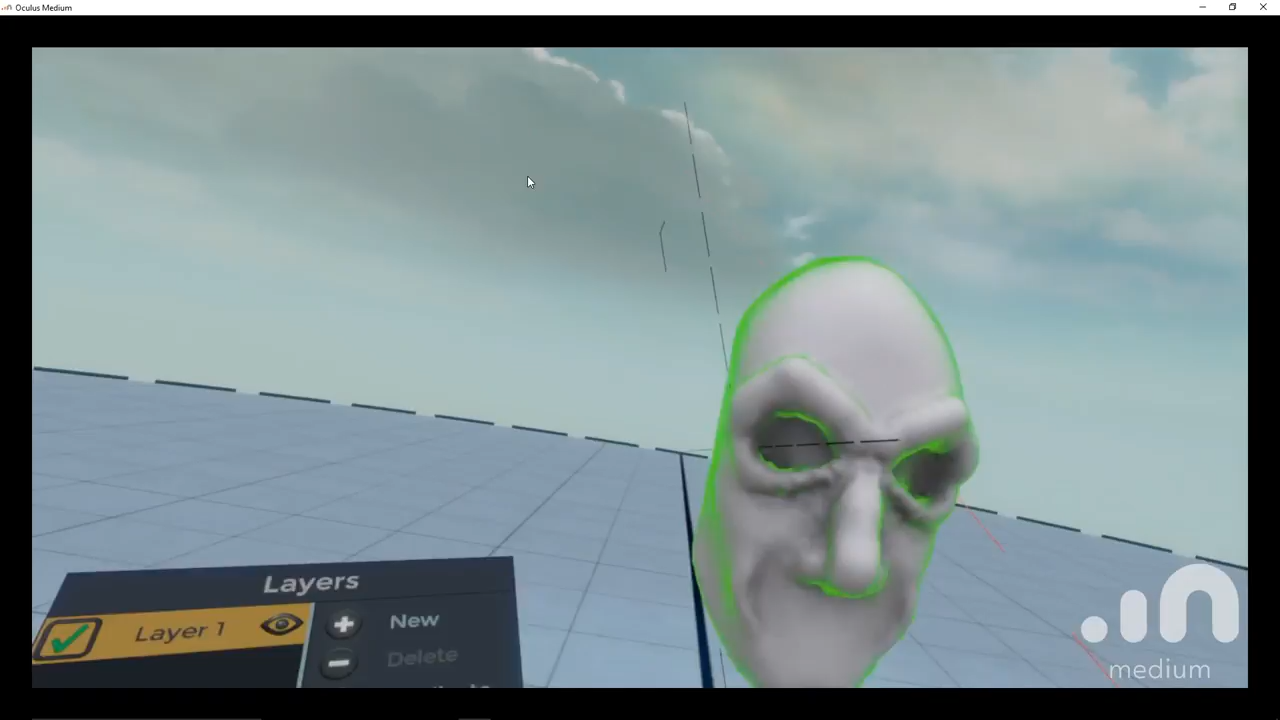 Oculus Medium
Layers
Layer 1
New
Delete
medium